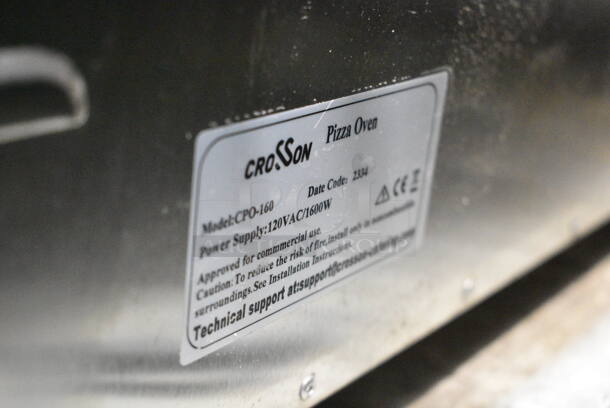 CROSSON Pizza Oven
Model:CPO-160 Date Code: 2334
Power Supply:120VAC/1600W
Approved for commmercial use.
Caution: To reduce the risk of fire,install only in noncombustible
surroundings.See Installation Instructions.
Technical support at:support@crosson-